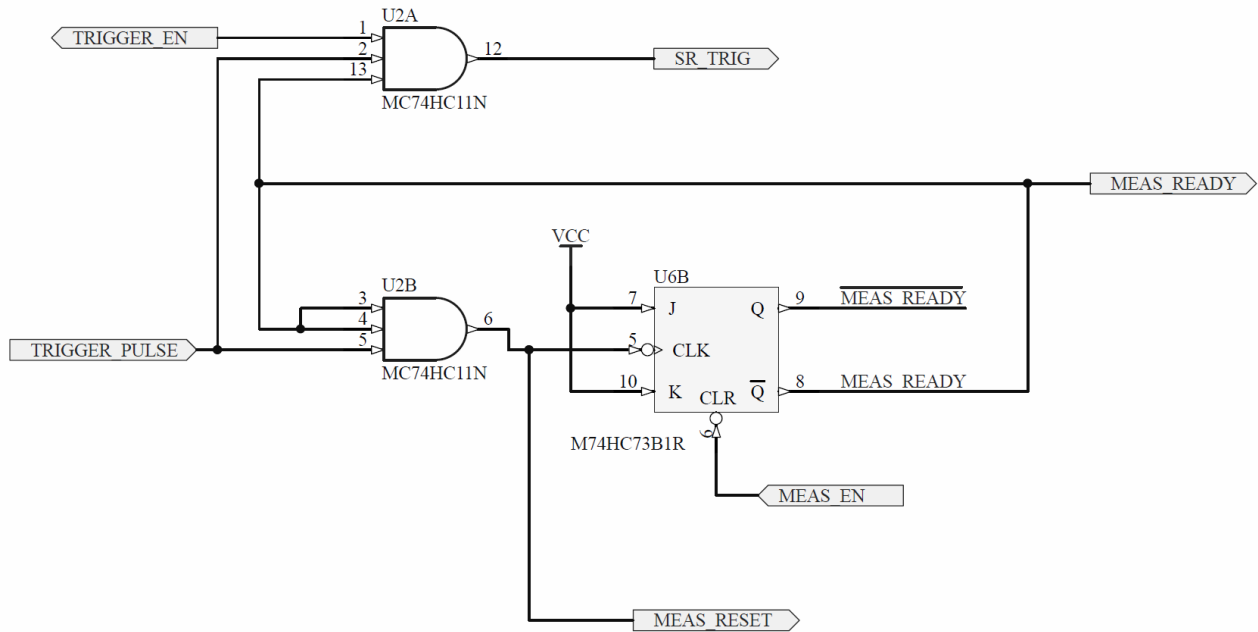 U2A
TRIGGER_EN
1
2
13
12
SR_TRIG
MC74HC11N
MEAS_READY
VCC
U2B
3
4
5
6
TRIGGER_PULSE
MC74HC11N
U6B
7
J
Q
9
MEAS_READY
5
CLK
10
K
CLR
Q
8
MEAS_READY
6
M74HC73B1R
MEAS_EN
MEAS_RESET